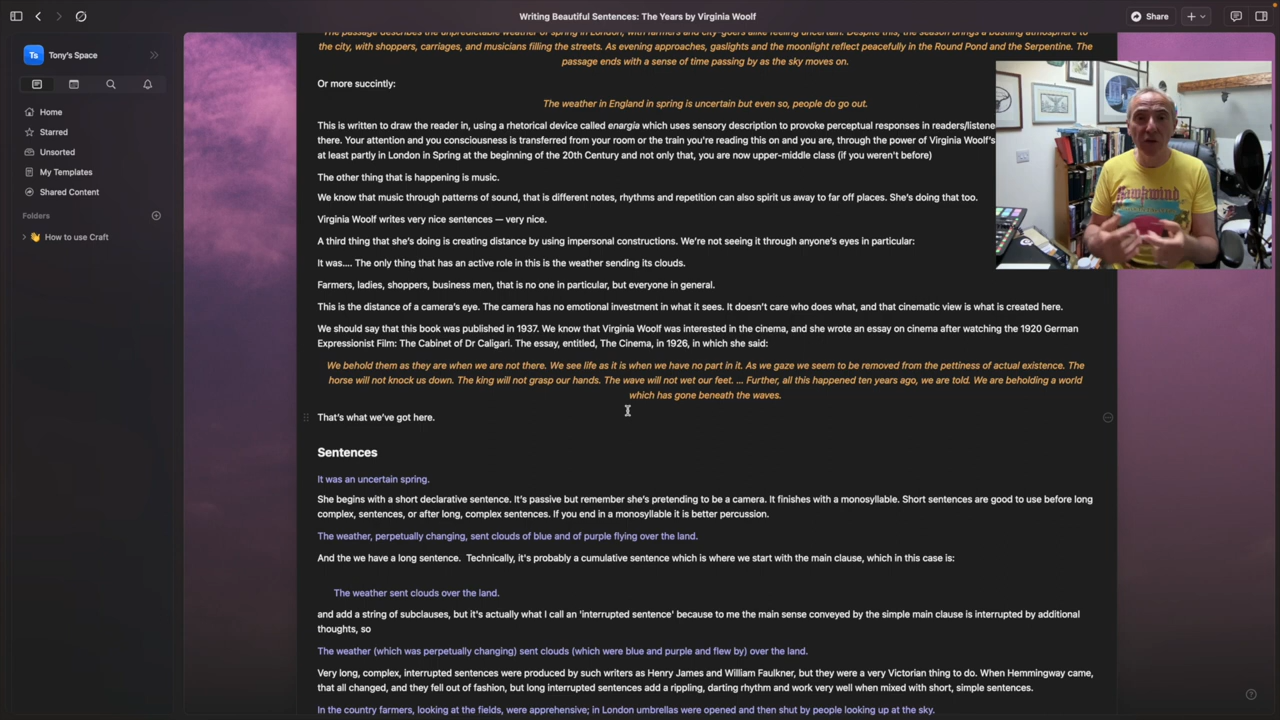 Writing Beautiful Sentences: The Years by Virginia Woolf
Share
Ts
Tony's Space
Home
Starred
Unsorted
My Templates
Shared Content
Folders
👋 How to use Craft
The passage describes the unpredictable weather of spring in London, with farmers and city-goers alike feeling uncertain. Despite this, the season brings a bustling atmosphere to
the city, with shoppers, carriages, and musicians filling the streets. As evening approaches, gaslights and the moonlight reflect peacefully in the Round Pond and the Serpentine. The
passage ends with a sense of time passing by as the sky moves on.
Or more succintly:
The weather in England in spring is uncertain but even so, people do go out.
This is written to draw the reader in, using a rhetorical device called enargia which uses sensory description to provoke perceptual responses in readers/listene
there. Your attention and you consciousness is transferred from your room or the train you're reading this on and you are, through the power of Virginia Woolf's
at least partly in London in Spring at the beginning of the 20th Century and not only that, you are now upper-middle class (if you weren't before)
The other thing that is happening is music.
We know that music through patterns of sound, that is different notes, rhythms and repetition can also spirit us away to far off places. She's doing that too.
Virginia Woolf writes very nice sentences — very nice.
A third thing that she's doing is creating distance by using impersonal constructions. We're not seeing it through anyone's eyes in particular:
It was.... The only thing that has an active role in this is the weather sending its clouds.
Farmers, ladies, shoppers, business men, that is no one in particular, but everyone in general.
This is the distance of a camera's eye. The camera has no emotional investment in what it sees. It doesn't care who does what, and that cinematic view is what is created here.
We should say that this book was published in 1937. We know that Virginia Woolf was interested in the cinema, and she wrote an essay on cinema after watching the 1920 German
Expressionist Film: The Cabinet of Dr Caligari. The essay, entitled, The Cinema, in 1926, in which she said:
We behold them as they are when we are not there. We see life as it is when we have no part in it. As we gaze we seem to be removed from the pettiness of actual existence. The
horse will not knock us down. The king will not grasp our hands. The wave will not wet our feet. ... Further, all this happened ten years ago, we are told. We are beholding a world
which has gone beneath the waves.
That's what we've got here.
Sentences
It was an uncertain spring.
She begins with a short declarative sentence. It's passive but remember she's pretending to be a camera. It finishes with a monosyllable. Short sentences are good to use before long
complex, sentences, or after long, complex sentences. If you end in a monosyllable it is better percussion.
The weather, perpetually changing, sent clouds of blue and of purple flying over the land.
And the we have a long sentence. Technically, it's probably a cumulative sentence which is where we start with the main clause, which in this case is:
The weather sent clouds over the land.
and add a string of subclauses, but it's actually what I call an 'interrupted sentence' because to me the main sense conveyed by the simple main clause is interrupted by additional
thoughts, so
The weather (which was perpetually changing) sent clouds (which were blue and purple and flew by) over the land.
Very long, complex, interrupted sentences were produced by such writers as Henry James and William Faulkner, but they were a very Victorian thing to do. When Hemmingway came,
that all changed, and they fell out of fashion, but long interrupted sentences add a rippling, darting rhythm and work very well when mixed with short, simple sentences.
In the country farmers, looking at the fields, were apprehensive; in London umbrellas were opened and then shut by people looking up at the sky.
Hawkwind